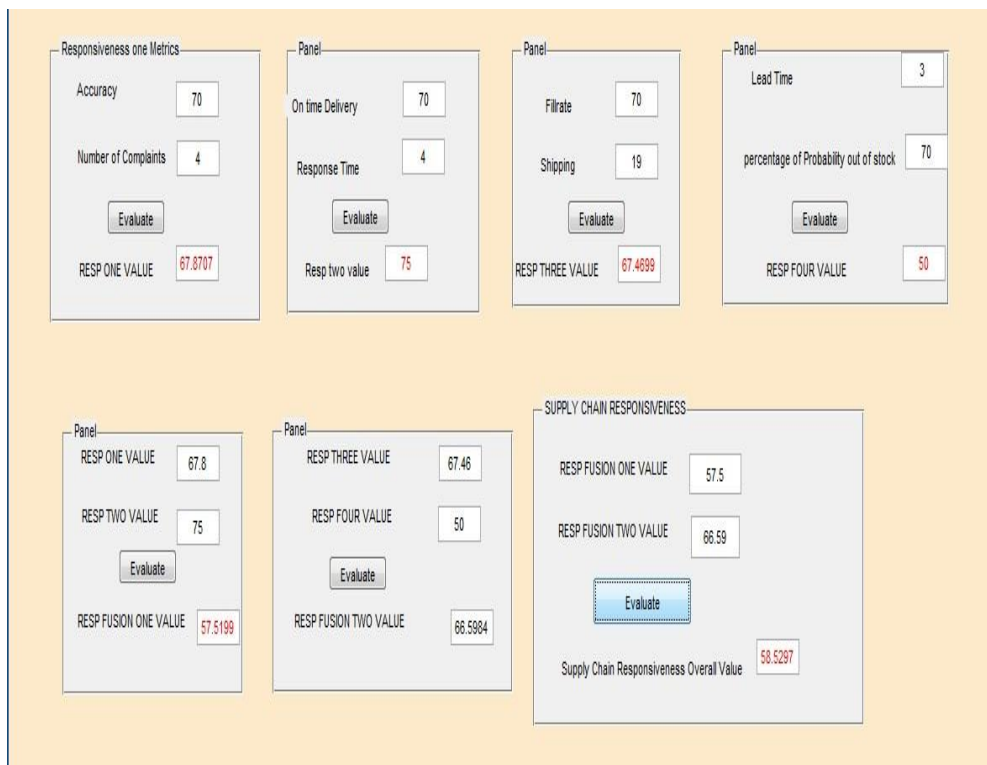 Responsiveness one Metrics
Accuracy 70
Number of Complaints 4
Evaluate
RESP ONE VALUE 67.8707
Panel
On time Delivery 70
Response Time 4
Evaluate
Resp two value 75
Panel
Fillrate 70
Shipping 19
Evaluate
RESP THREE VALUE 67.4699
Panel
Lead Time 3
percentage of Probability out of stock 70
Evaluate
RESP FOUR VALUE 50
Panel
RESP ONE VALUE 67.8
RESP TWO VALUE 75
Evaluate
RESP FUSION ONE VALUE 57.5199
Panel
RESP THREE VALUE 67.46
RESP FOUR VALUE 50
Evaluate
RESP FUSION TWO VALUE 66.5984
SUPPLY CHAIN RESPONSIVENESS
RESP FUSION ONE VALUE 57.5
RESP FUSION TWO VALUE 66.59
Evaluate
Supply Chain Responsiveness Overall Value 58.5297